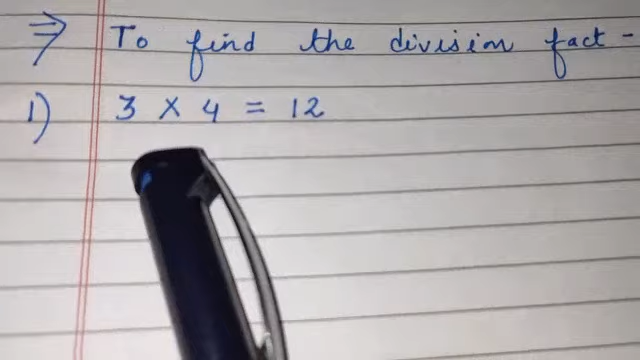 ⇒ To find the division fact -
1) 3 × 4 = 12